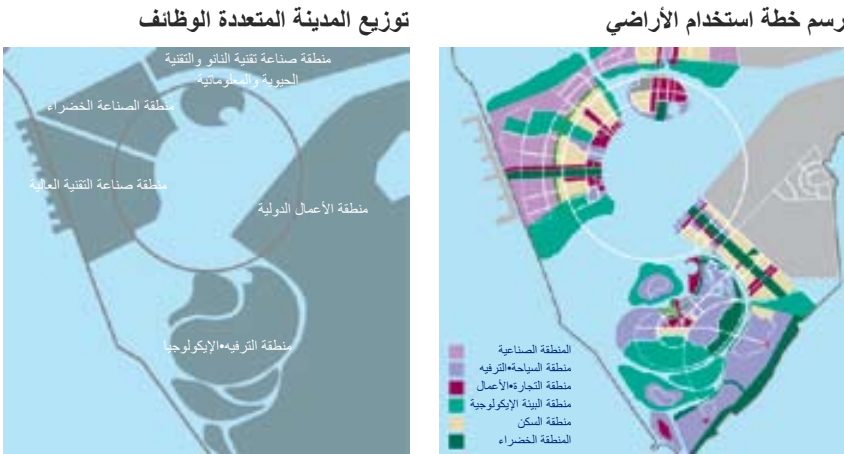 رسم خطة استخدام الأراضي
توزيع المدينة المتعددة الوظائف
منطقة صناعة تقنية النانو والتقنية
الحيوية والمعلوماتية
منطقة الصناعة الخضراء
منطقة صناعة التقنية العالية
منطقة الأعمال الدولية
منطقة الترفيه•الإيكولوجيا
المنطقة الصناعية
منطقة السياحة•الترفيه
منطقة التجارة•الأعمال
منطقة البيئة الإيكولوجية
منطقة السكن
المنطقة الخضراء